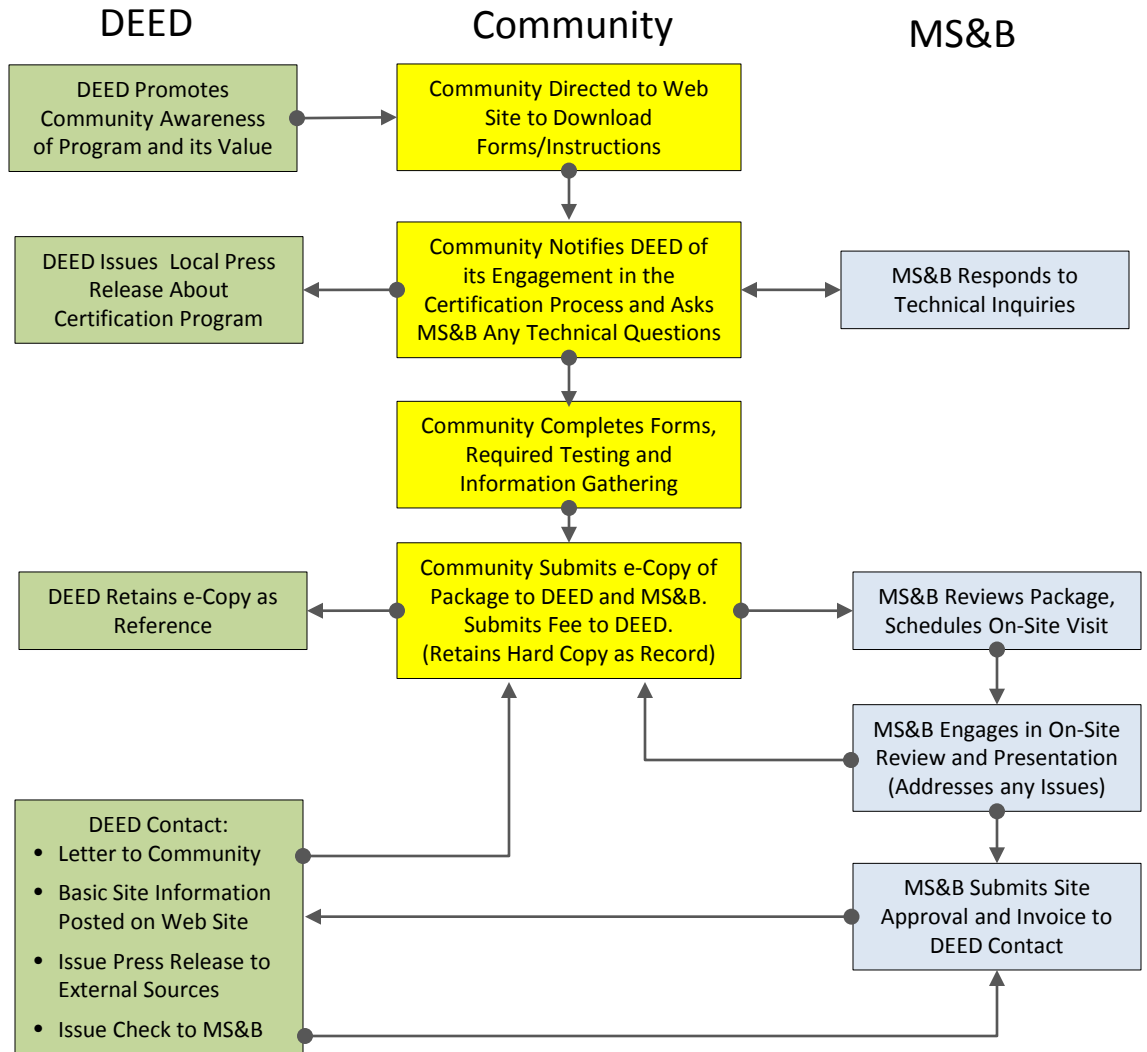 DEED
Community
MS&B
DEED Promotes
Community Awareness
of Program and its Value
Community Directed to Web
Site to Download
Forms/Instructions
DEED Issues Local Press
Release About
Certification Program
Community Notifies DEED of
its Engagement in the
Certification Process and Asks
MS&B Any Technical Questions
MS&B Responds to
Technical Inquiries
Community Completes Forms,
Required Testing and
Information Gathering
DEED Retains e-Copy as
Reference
Community Submits e-Copy of
Package to DEED and MS&B.
Submits Fee to DEED.
(Retains Hard Copy as Record)
MS&B Reviews Package,
Schedules On-Site Visit
MS&B Engages in On-Site
Review and Presentation
(Addresses any Issues)
DEED Contact:
• Letter to Community
• Basic Site Information
Posted on Web Site
• Issue Press Release to
External Sources
• Issue Check to MS&B
MS&B Submits Site
Approval and Invoice to
DEED Contact